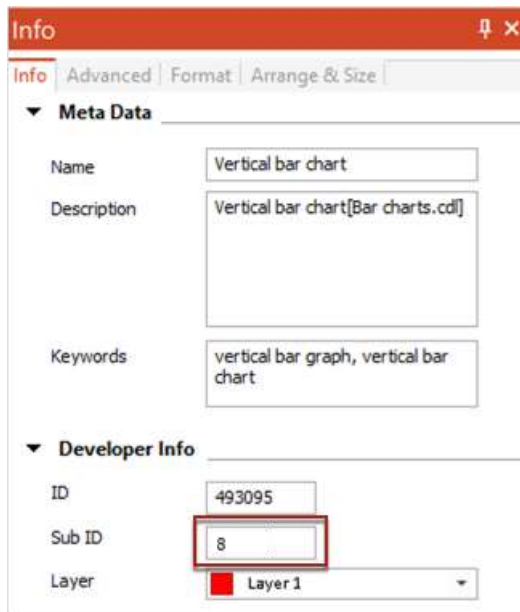 Info
Info Advanced Format Arrange & Size
Meta Data
Name
Vertical bar chart
Description
Vertical bar chart[Bar charts.cdl]
Keywords
vertical bar graph, vertical bar
chart
Developer Info
ID
493095
Sub ID
8
Layer
Layer 1